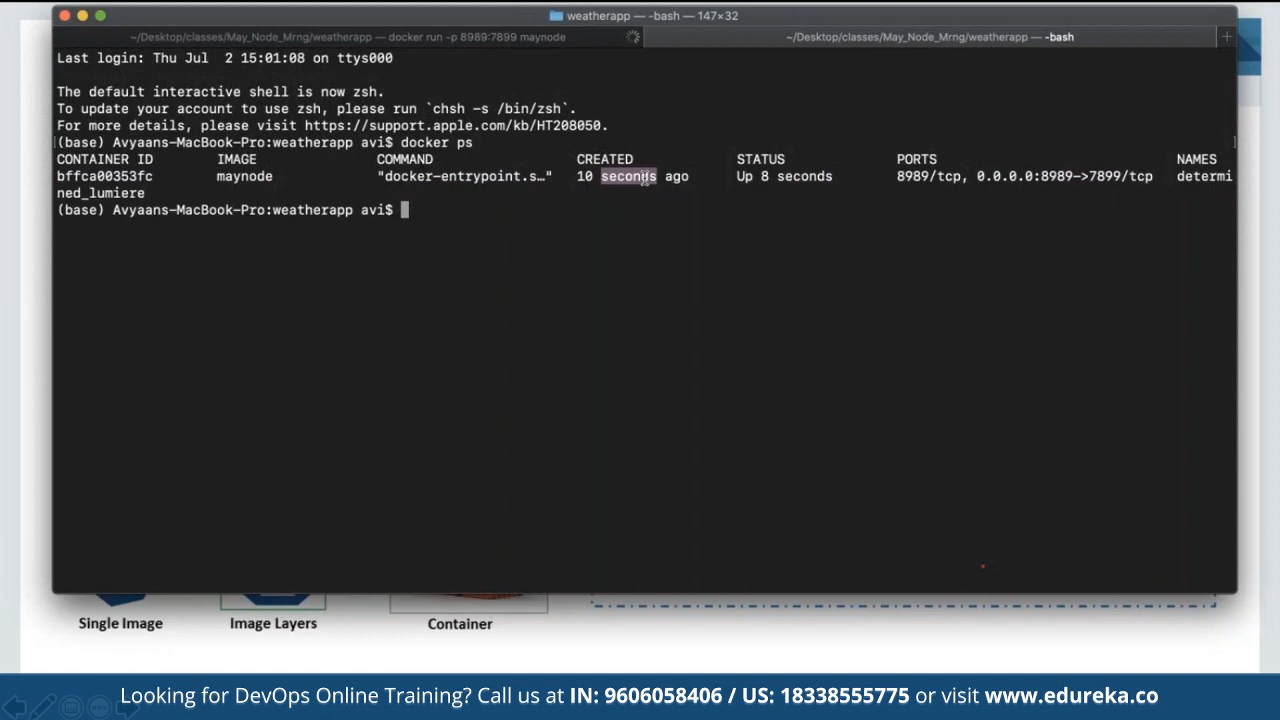 weatherapp — -bash — 147×32
~/Desktop/classes/May_Node_Mrng/weatherapp — docker run -p 8989:7899 maynode
~/Desktop/classes/May_Node_Mrng/weatherapp — -bash
Last login: Thu Jul  2 15:01:08 on ttys000
The default interactive shell is now zsh.
To update your account to use zsh, please run `chsh -s /bin/zsh`.
For more details, please visit https://support.apple.com/kb/HT208050.
(base) Avyaans-MacBook-Pro:weatherapp avi$ docker ps
CONTAINER ID IMAGE COMMAND CREATED STATUS PORTS NAMES
bffca00353fc maynode "docker-entrypoint.s…" 10 seconds ago Up 8 seconds 8989/tcp, 0.0.0.0:8989->7899/tcp determi
ned_lumiere
(base) Avyaans-MacBook-Pro:weatherapp avi$
Single Image Image Layers Container
Looking for DevOps Online Training? Call us at IN: 9606058406 / US: 18338555775 or visit www.edureka.co